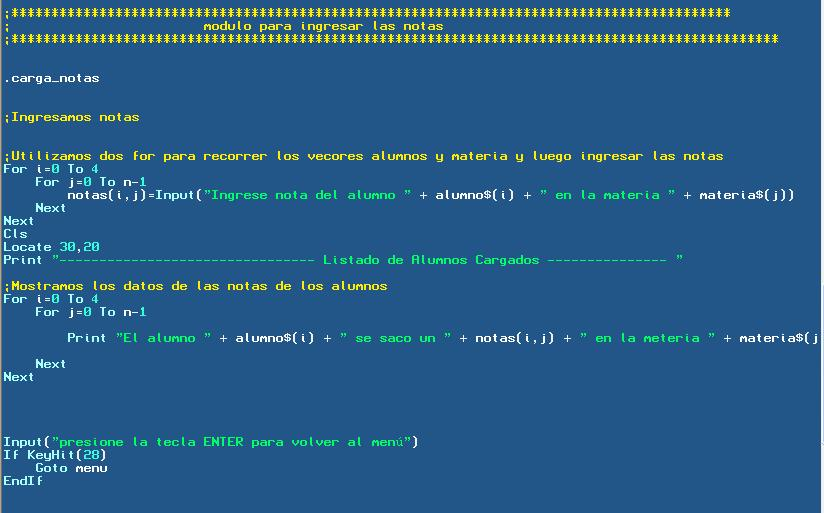 ;******************************************************************************************
;                        modulo para ingresar las notas
;************************************************************************************************
.carga_notas
;Ingresamos notas
;Utilizamos dos for para recorrer los vecores alumnos y materia y luego ingresar las notas
For i=0 To 4
    For j=0 To n-1
        notas(i,j)=Input("Ingrese nota del alumno " + alumno$(i) + " en la materia " + materia$(j))
    Next
Next
Cls
Locate 30,20
Print "-------------------------------- Listado de Alumnos Cargados --------------- "
;Mostramos los datos de las notas de los alumnos
For i=0 To 4
    For j=0 To n-1
        Print "El alumno " + alumno$(i) + " se saco un " + notas(i,j) + " en la meteria " + materia$(j
    Next
Next
Input("presione la tecla ENTER para volver al menú")
If KeyHit(28)
    Goto menu
EndIf